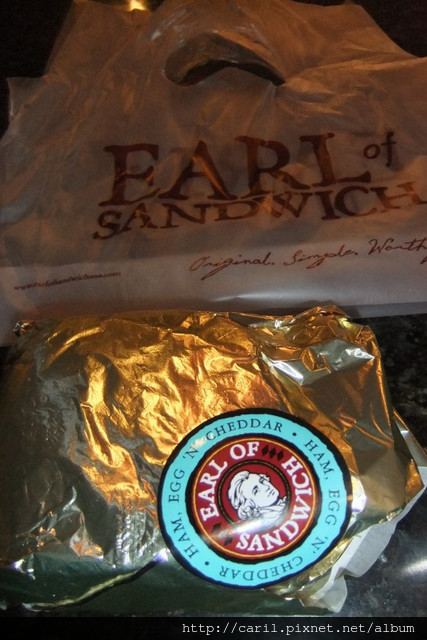 EARL of
SANDWICH
Original. Simple. Worthy
HAM, EGG 'N' CHEDDAR • HAM, EGG 'N' CHEDDAR •
EARL OF
SANDWICH
http://caril.pixnet.net/album